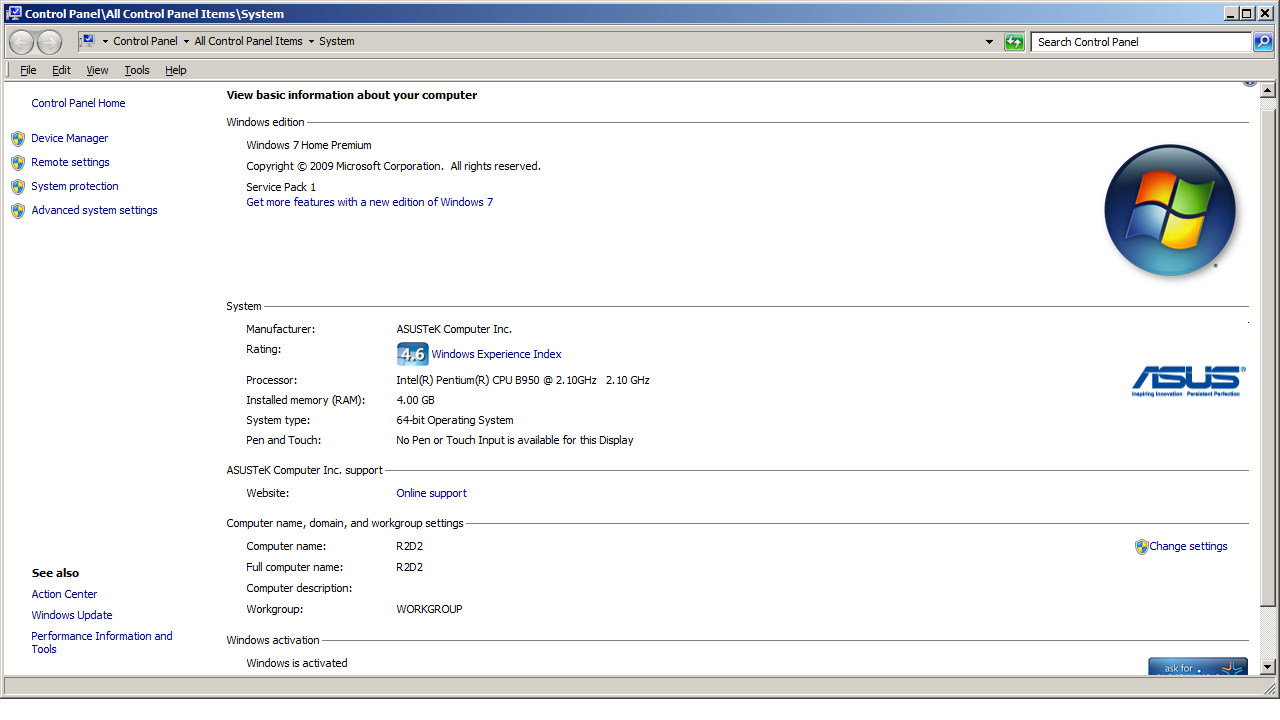 Control Panel\All Control Panel Items\System
Control Panel All Control Panel Items System
Search Control Panel
File Edit View Tools Help
Control Panel Home
Device Manager
Remote settings
System protection
Advanced system settings
See also
Action Center
Windows Update
Performance Information and
Tools
View basic information about your computer
Windows edition
Windows 7 Home Premium
Copyright © 2009 Microsoft Corporation. All rights reserved.
Service Pack 1
Get more features with a new edition of Windows 7
System
Manufacturer: ASUSTeK Computer Inc.
Rating: 4.6 Windows Experience Index
Processor: Intel(R) Pentium(R) CPU B950 @ 2.10GHz 2.10 GHz
Installed memory (RAM): 4.00 GB
System type: 64-bit Operating System
Pen and Touch: No Pen or Touch Input is available for this Display
ASUS®
Inspiring Innovation Persistent Perfection
ASUSTeK Computer Inc. support
Website: Online support
Computer name, domain, and workgroup settings
Computer name: R2D2
Change settings
Full computer name: R2D2
Computer description:
Workgroup: WORKGROUP
Windows activation
Windows is activated
ask for